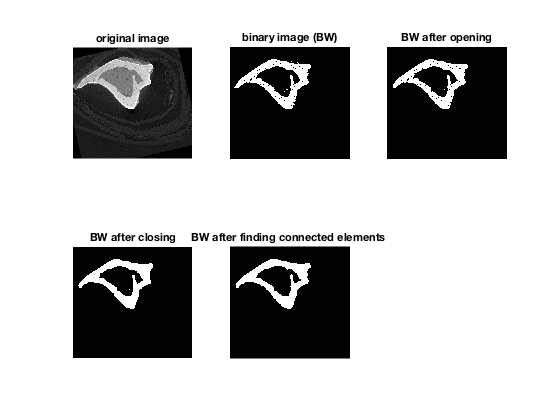 original image
binary image (BW)
BW after opening
BW after closing
BW after finding connected elements